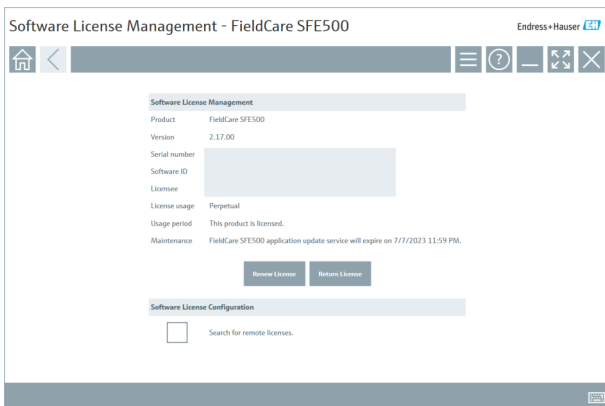 Software License Management - FieldCare SFE500
Endress+Hauser EH
?
Software License Management
Product FieldCare SFE500
Version 2.17.00
Serial number
Software ID
Licensee
License usage Perpetual
Usage period This product is licensed.
Maintenance FieldCare SFE500 application update service will expire on 7/7/2023 11:59 PM.
Renew License Return License
Software License Configuration
Search for remote licenses.